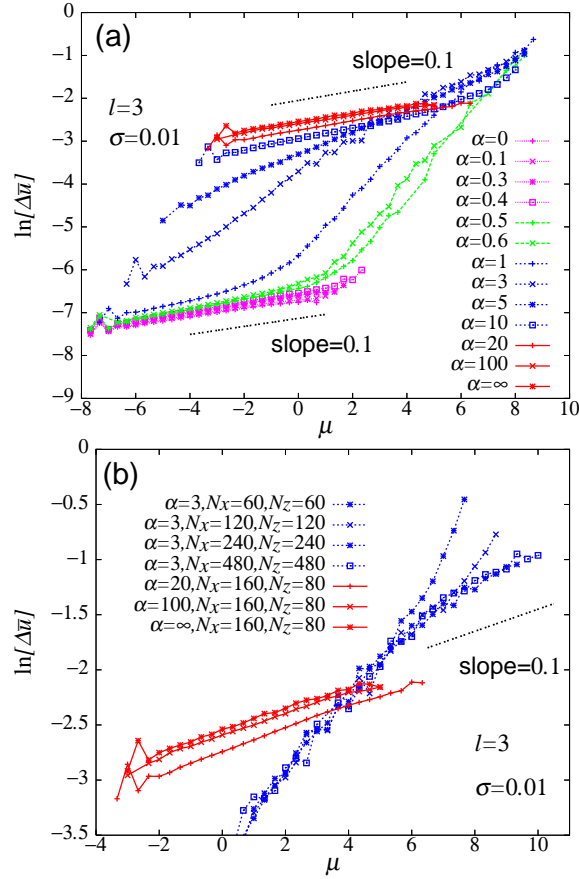 (a)
slope=0.1
l=3
σ=0.01
α=0
α=0.1
α=0.3
α=0.4
α=0.5
α=0.6
α=1
α=3
α=5
α=10
α=20
α=100
α=∞
slope=0.1
ln[Δu̅]
-1
-2
-3
-4
-5
-6
-7
-8
-9
-8 -6 -4 -2 0 2 4 6 8 10
μ
(b)
α=3,Nx=60,Nz=60
α=3,Nx=120,Nz=120
α=3,Nx=240,Nz=240
α=3,Nx=480,Nz=480
α=20,Nx=160,Nz=80
α=100,Nx=160,Nz=80
α=∞,Nx=160,Nz=80
slope=0.1
l=3
σ=0.01
ln[Δu̅]
0
-0.5
-1
-1.5
-2
-2.5
-3
-3.5
-4 -2 0 2 4 6 8 10
μ